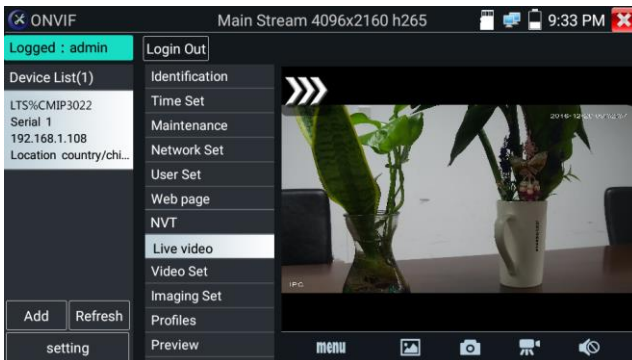 ONVIF
Main Stream 4096x2160 h265
9:33 PM
Logged : admin
Login Out
Device List(1)
LTS%CMIP3022
Serial 1
192.168.1.108
Location country/chi...
Add
Refresh
setting
Identification
Time Set
Maintenance
Network Set
User Set
Web page
NVT
Live video
Video Set
Imaging Set
Profiles
Preview
IPC
menu